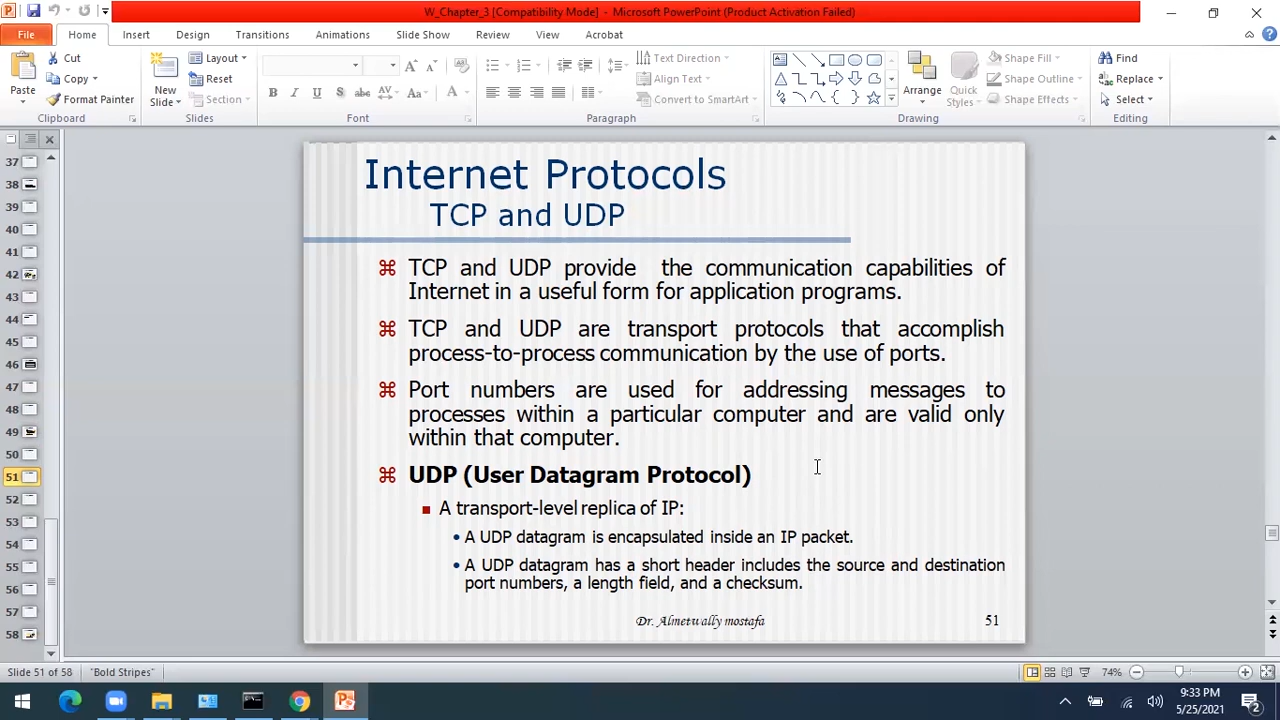 W_Chapter_3 [Compatibility Mode] - Microsoft PowerPoint (Product Activation Failed)
File Home Insert Design Transitions Animations Slide Show Review View Acrobat
Paste
Cut
Copy
Format Painter
Clipboard
New Slide
Layout
Reset
Section
Slides
B I U S abc AV Aa A
Font
Text Direction
Align Text
Convert to SmartArt
Paragraph
Arrange
Quick Styles
Shape Fill
Shape Outline
Shape Effects
Drawing
Find
Replace
Select
Editing
37
38
39
40
41
42
43
44
45
46
47
48
49
50
51
52
53
54
55
56
57
58
Internet Protocols
TCP and UDP
⌘ TCP and UDP provide the communication capabilities of
Internet in a useful form for application programs.
⌘ TCP and UDP are transport protocols that accomplish
process-to-process communication by the use of ports.
⌘ Port numbers are used for addressing messages to
processes within a particular computer and are valid only
within that computer.
⌘ UDP (User Datagram Protocol)
▪ A transport-level replica of IP:
• A UDP datagram is encapsulated inside an IP packet.
• A UDP datagram has a short header includes the source and destination
port numbers, a length field, and a checksum.
Dr. Almetwally mostafa 51
Slide 51 of 58 "Bold Stripes" 74%
9:33 PM
5/25/2021
2